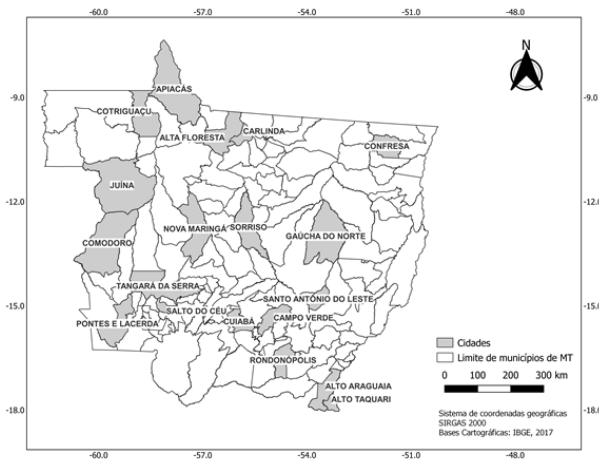 -60.0 -57.0 -54.0 -51.0 -48.0
N
-9.0 -9.0
APIACÁS
COTRIGUAÇU
ALTA FLORESTA
CARLINDA
CONFRESA
JUÍNA
-12.0 -12.0
NOVA MARINGÁ
SORRISO
GAÚCHA DO NORTE
COMODORO
TANGARÁ DA SERRA
SANTO ANTÔNIO DO LESTE
-15.0 -15.0
SALTO DO CÉU
PONTES E LACERDA
CUIABÁ
CAMPO VERDE
RONDONÓPOLIS
ALTO ARAGUAIA
ALTO TAQUARI
Cidades
Limite de municípios de MT
0 100 200 300 km
Sistema de coordenadas geográficas
SIRGAS 2000
Bases Cartográficas: IBGE, 2017
-18.0 -18.0
-60.0 -57.0 -54.0 -51.0 -48.0